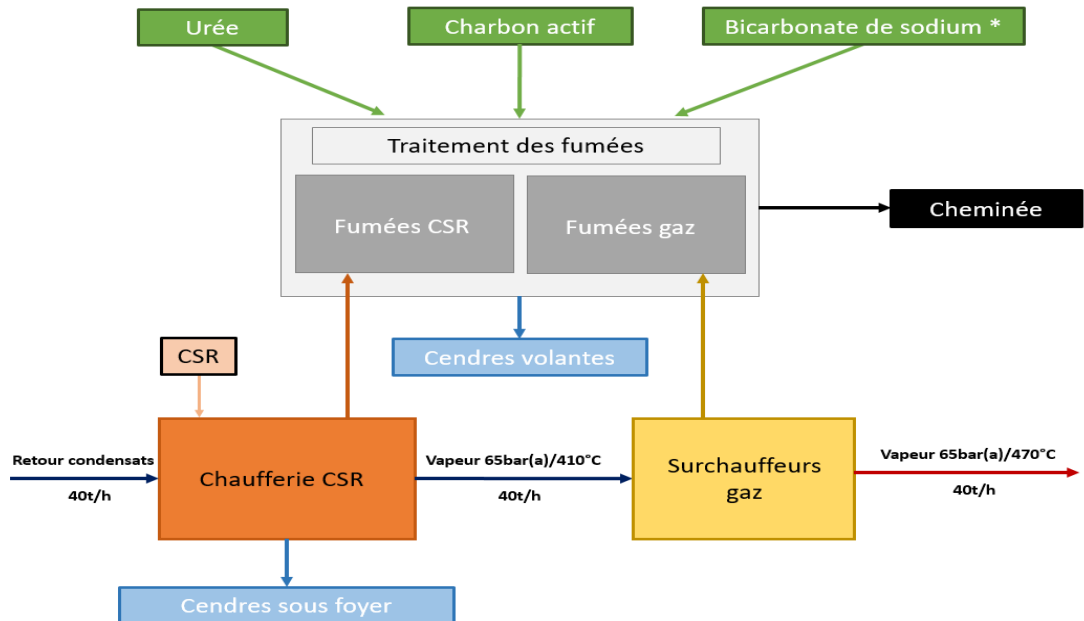 Urée
Charbon actif
Bicarbonate de sodium *
Traitement des fumées
Fumées CSR
Fumées gaz
Cheminée
CSR
Cendres volantes
Retour condensats
40t/h
Chaufferie CSR
Vapeur 65bar(a)/410°C
40t/h
Surchauffeurs
gaz
Vapeur 65bar(a)/470°C
40t/h
Cendres sous foyer